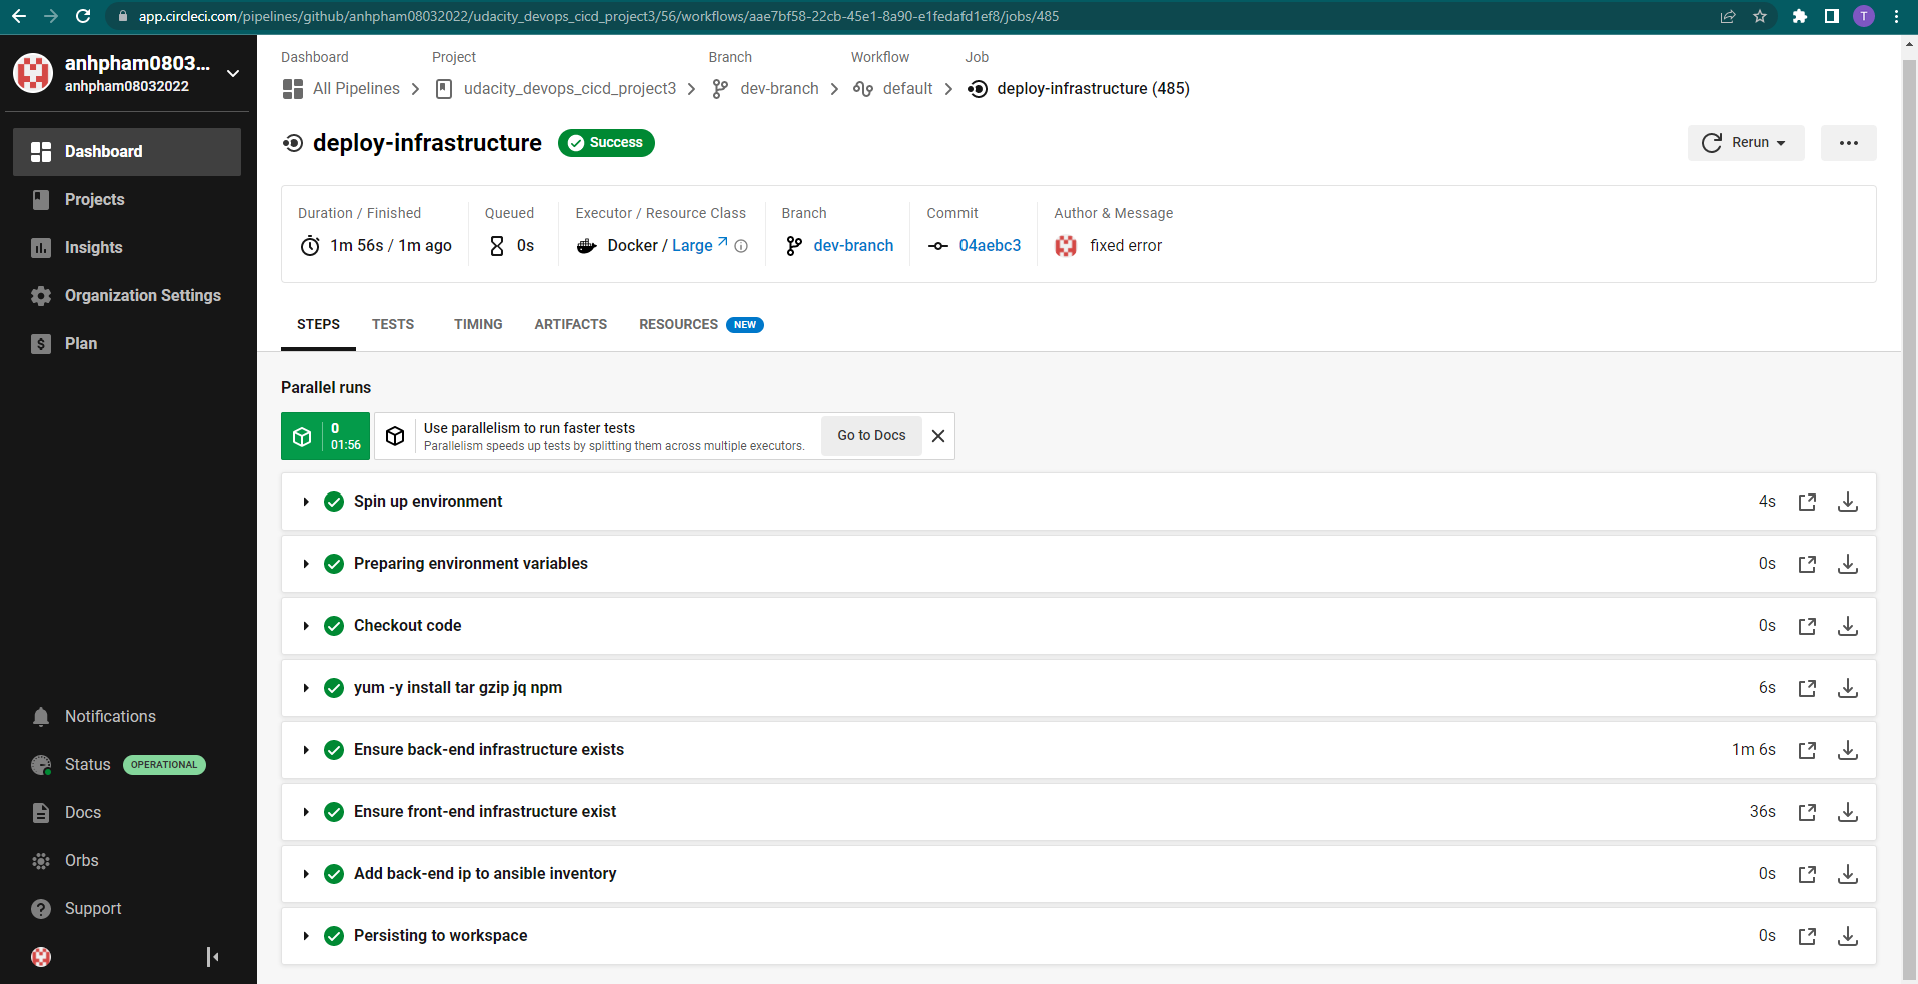 app.circleci.com/pipelines/github/anhpham08032022/udacity_devops_cicd_project3/56/workflows/aae7bf58-22cb-45e1-8a90-e1fedafd1ef8/jobs/485
T
anhpham0803...
anhpham08032022
Dashboard
Projects
Insights
Organization Settings
Plan
Notifications
Status OPERATIONAL
Docs
Orbs
Support
Dashboard Project Branch Workflow Job
All Pipelines udacity_devops_cicd_project3 dev-branch default deploy-infrastructure (485)
deploy-infrastructure Success Rerun
Duration / Finished Queued Executor / Resource Class Branch Commit Author & Message
1m 56s / 1m ago 0s Docker / Large dev-branch 04aebc3 fixed error
STEPS TESTS TIMING ARTIFACTS RESOURCES NEW
Parallel runs
0
01:56
Use parallelism to run faster tests
Parallelism speeds up tests by splitting them across multiple executors.
Go to Docs
Spin up environment 4s
Preparing environment variables 0s
Checkout code 0s
yum -y install tar gzip jq npm 6s
Ensure back-end infrastructure exists 1m 6s
Ensure front-end infrastructure exist 36s
Add back-end ip to ansible inventory 0s
Persisting to workspace 0s